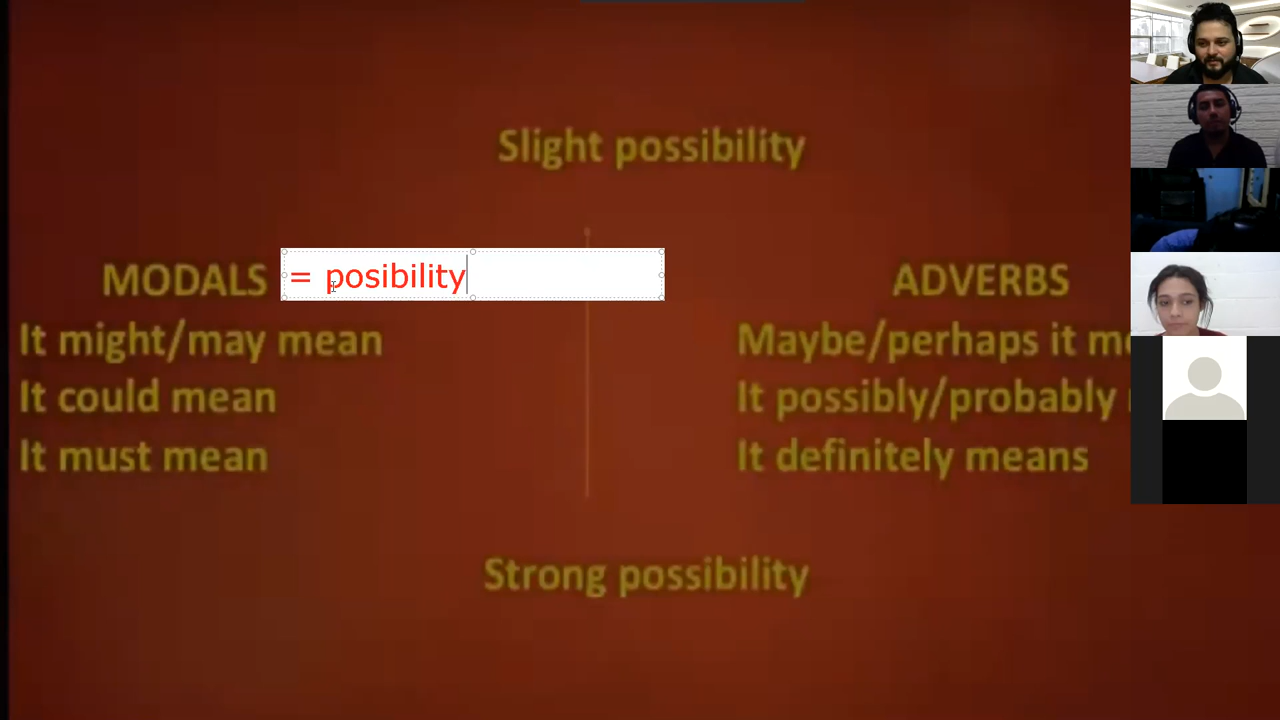 Slight possibility
MODALS
= posibility
ADVERBS
It might/may mean
Maybe/perhaps it
It could mean
It possibly/probably
It must mean
It definitely means
Strong possibility